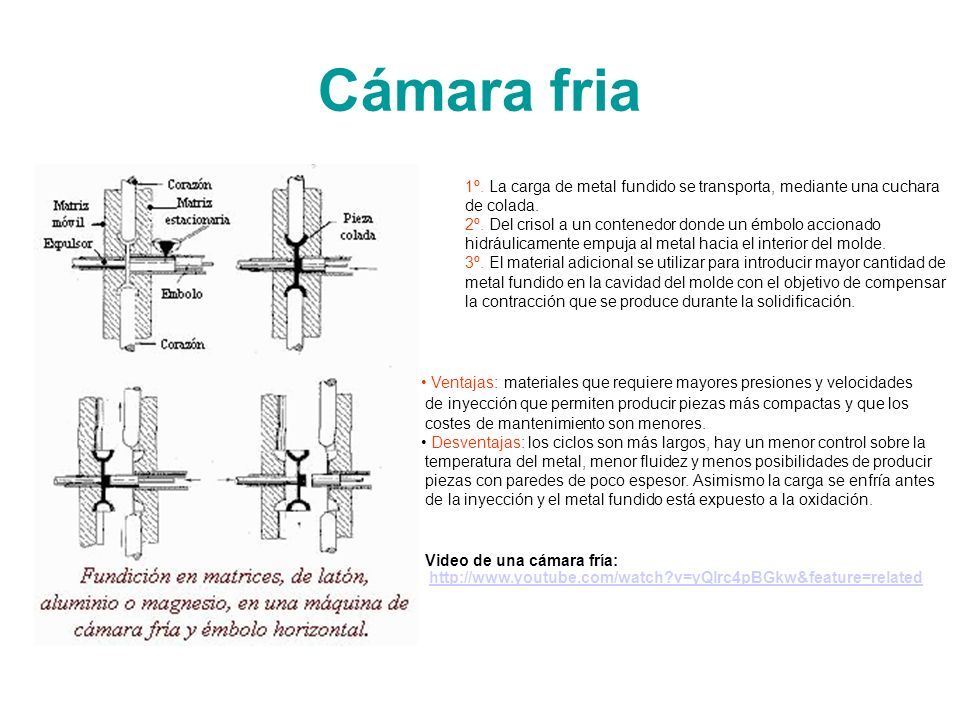 Cámara fria
Corazón
Matriz
móvil
Matriz
estacionaria
Expulsor
Pieza
colada
Embolo
Corazón
Fundición en matrices, de latón,
aluminio o magnesio, en una máquina de
cámara fría y émbolo horizontal.
1º. La carga de metal fundido se transporta, mediante una cuchara
de colada.
2º. Del crisol a un contenedor donde un émbolo accionado
hidráulicamente empuja al metal hacia el interior del molde.
3º. El material adicional se utilizar para introducir mayor cantidad de
metal fundido en la cavidad del molde con el objetivo de compensar
la contracción que se produce durante la solidificación.
• Ventajas: materiales que requiere mayores presiones y velocidades
de inyección que permiten producir piezas más compactas y que los
costes de mantenimiento son menores.
• Desventajas: los ciclos son más largos, hay un menor control sobre la
temperatura del metal, menor fluidez y menos posibilidades de producir
piezas con paredes de poco espesor. Asimismo la carga se enfría antes
de la inyección y el metal fundido está expuesto a la oxidación.
Video de una cámara fría:
http://www.youtube.com/watch?v=yQIrc4pBGkw&feature=related